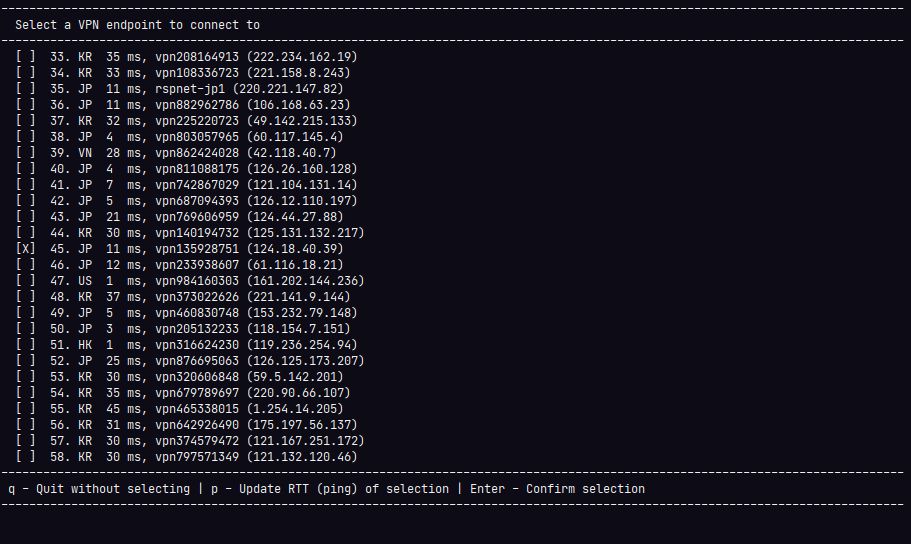 Select a VPN endpoint to connect to
[ ] 33. KR 35 ms, vpn208164913 (222.234.162.19)
[ ] 34. KR 33 ms, vpn108336723 (221.158.8.243)
[ ] 35. JP 11 ms, rspnet-jp1 (220.221.147.82)
[ ] 36. JP 11 ms, vpn882962786 (106.168.63.23)
[ ] 37. KR 32 ms, vpn225220723 (49.142.215.133)
[ ] 38. JP 4 ms, vpn803057965 (60.117.145.4)
[ ] 39. VN 28 ms, vpn862424028 (42.118.40.7)
[ ] 40. JP 4 ms, vpn811088175 (126.26.160.128)
[ ] 41. JP 7 ms, vpn742867029 (121.104.131.14)
[ ] 42. JP 5 ms, vpn687094393 (126.12.110.197)
[ ] 43. JP 21 ms, vpn769606959 (124.44.27.88)
[ ] 44. KR 30 ms, vpn140194732 (125.131.132.217)
[X] 45. JP 11 ms, vpn135928751 (124.18.40.39)
[ ] 46. JP 12 ms, vpn233938607 (61.116.18.21)
[ ] 47. US 1 ms, vpn984160303 (161.202.144.236)
[ ] 48. KR 37 ms, vpn373022626 (221.141.9.144)
[ ] 49. JP 5 ms, vpn460830748 (153.232.79.148)
[ ] 50. JP 3 ms, vpn205132233 (118.154.7.151)
[ ] 51. HK 1 ms, vpn316624230 (119.236.254.94)
[ ] 52. JP 25 ms, vpn876695063 (126.125.173.207)
[ ] 53. KR 30 ms, vpn320606848 (59.5.142.201)
[ ] 54. KR 35 ms, vpn679789697 (220.90.66.107)
[ ] 55. KR 45 ms, vpn465338015 (1.254.14.205)
[ ] 56. KR 31 ms, vpn642926490 (175.197.56.137)
[ ] 57. KR 30 ms, vpn374579472 (121.167.251.172)
[ ] 58. KR 30 ms, vpn797571349 (121.132.120.46)
q - Quit without selecting | p - Update RTT (ping) of selection | Enter - Confirm selection